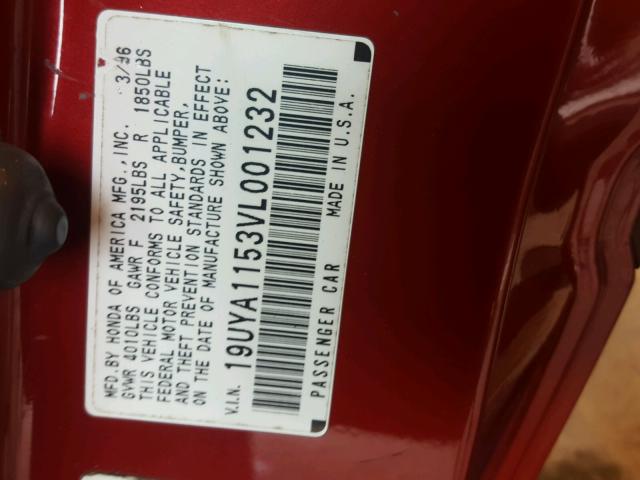 MFD.BY HONDA OF AMERICA MFG.,INC. 3/96
GVWR 4010LBS GAWR F 2195LBS R 1850LBS
THIS VEHICLE CONFORMS TO ALL APPLICABLE
FEDERAL MOTOR VEHICLE SAFETY,BUMPER,
AND THEFT PREVENTION STANDARDS IN EFFECT
ON THE DATE OF MANUFACTURE SHOWN ABOVE:
V.I.N. 19UYA1153VL001232
PASSENGER CAR MADE IN U.S.A.